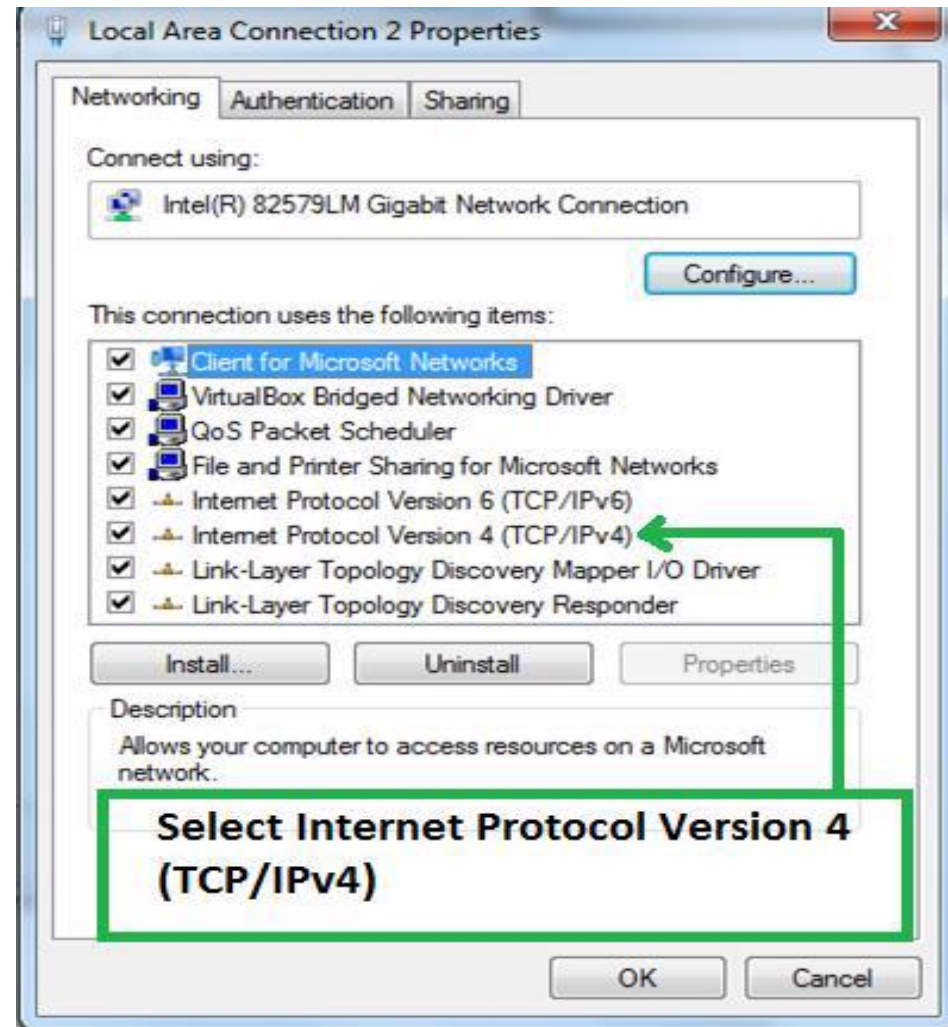 Local Area Connection 2 Properties
Networking
Authentication
Sharing
Connect using:
Intel(R) 82579LM Gigabit Network Connection
Configure...
This connection uses the following items:
Client for Microsoft Networks
VirtualBox Bridged Networking Driver
QoS Packet Scheduler
File and Printer Sharing for Microsoft Networks
Internet Protocol Version 6 (TCP/IPv6)
Internet Protocol Version 4 (TCP/IPv4)
Link-Layer Topology Discovery Mapper I/O Driver
Link-Layer Topology Discovery Responder
Install...
Uninstall
Properties
Description
Allows your computer to access resources on a Microsoft
network.
Select Internet Protocol Version 4
(TCP/IPv4)
OK
Cancel